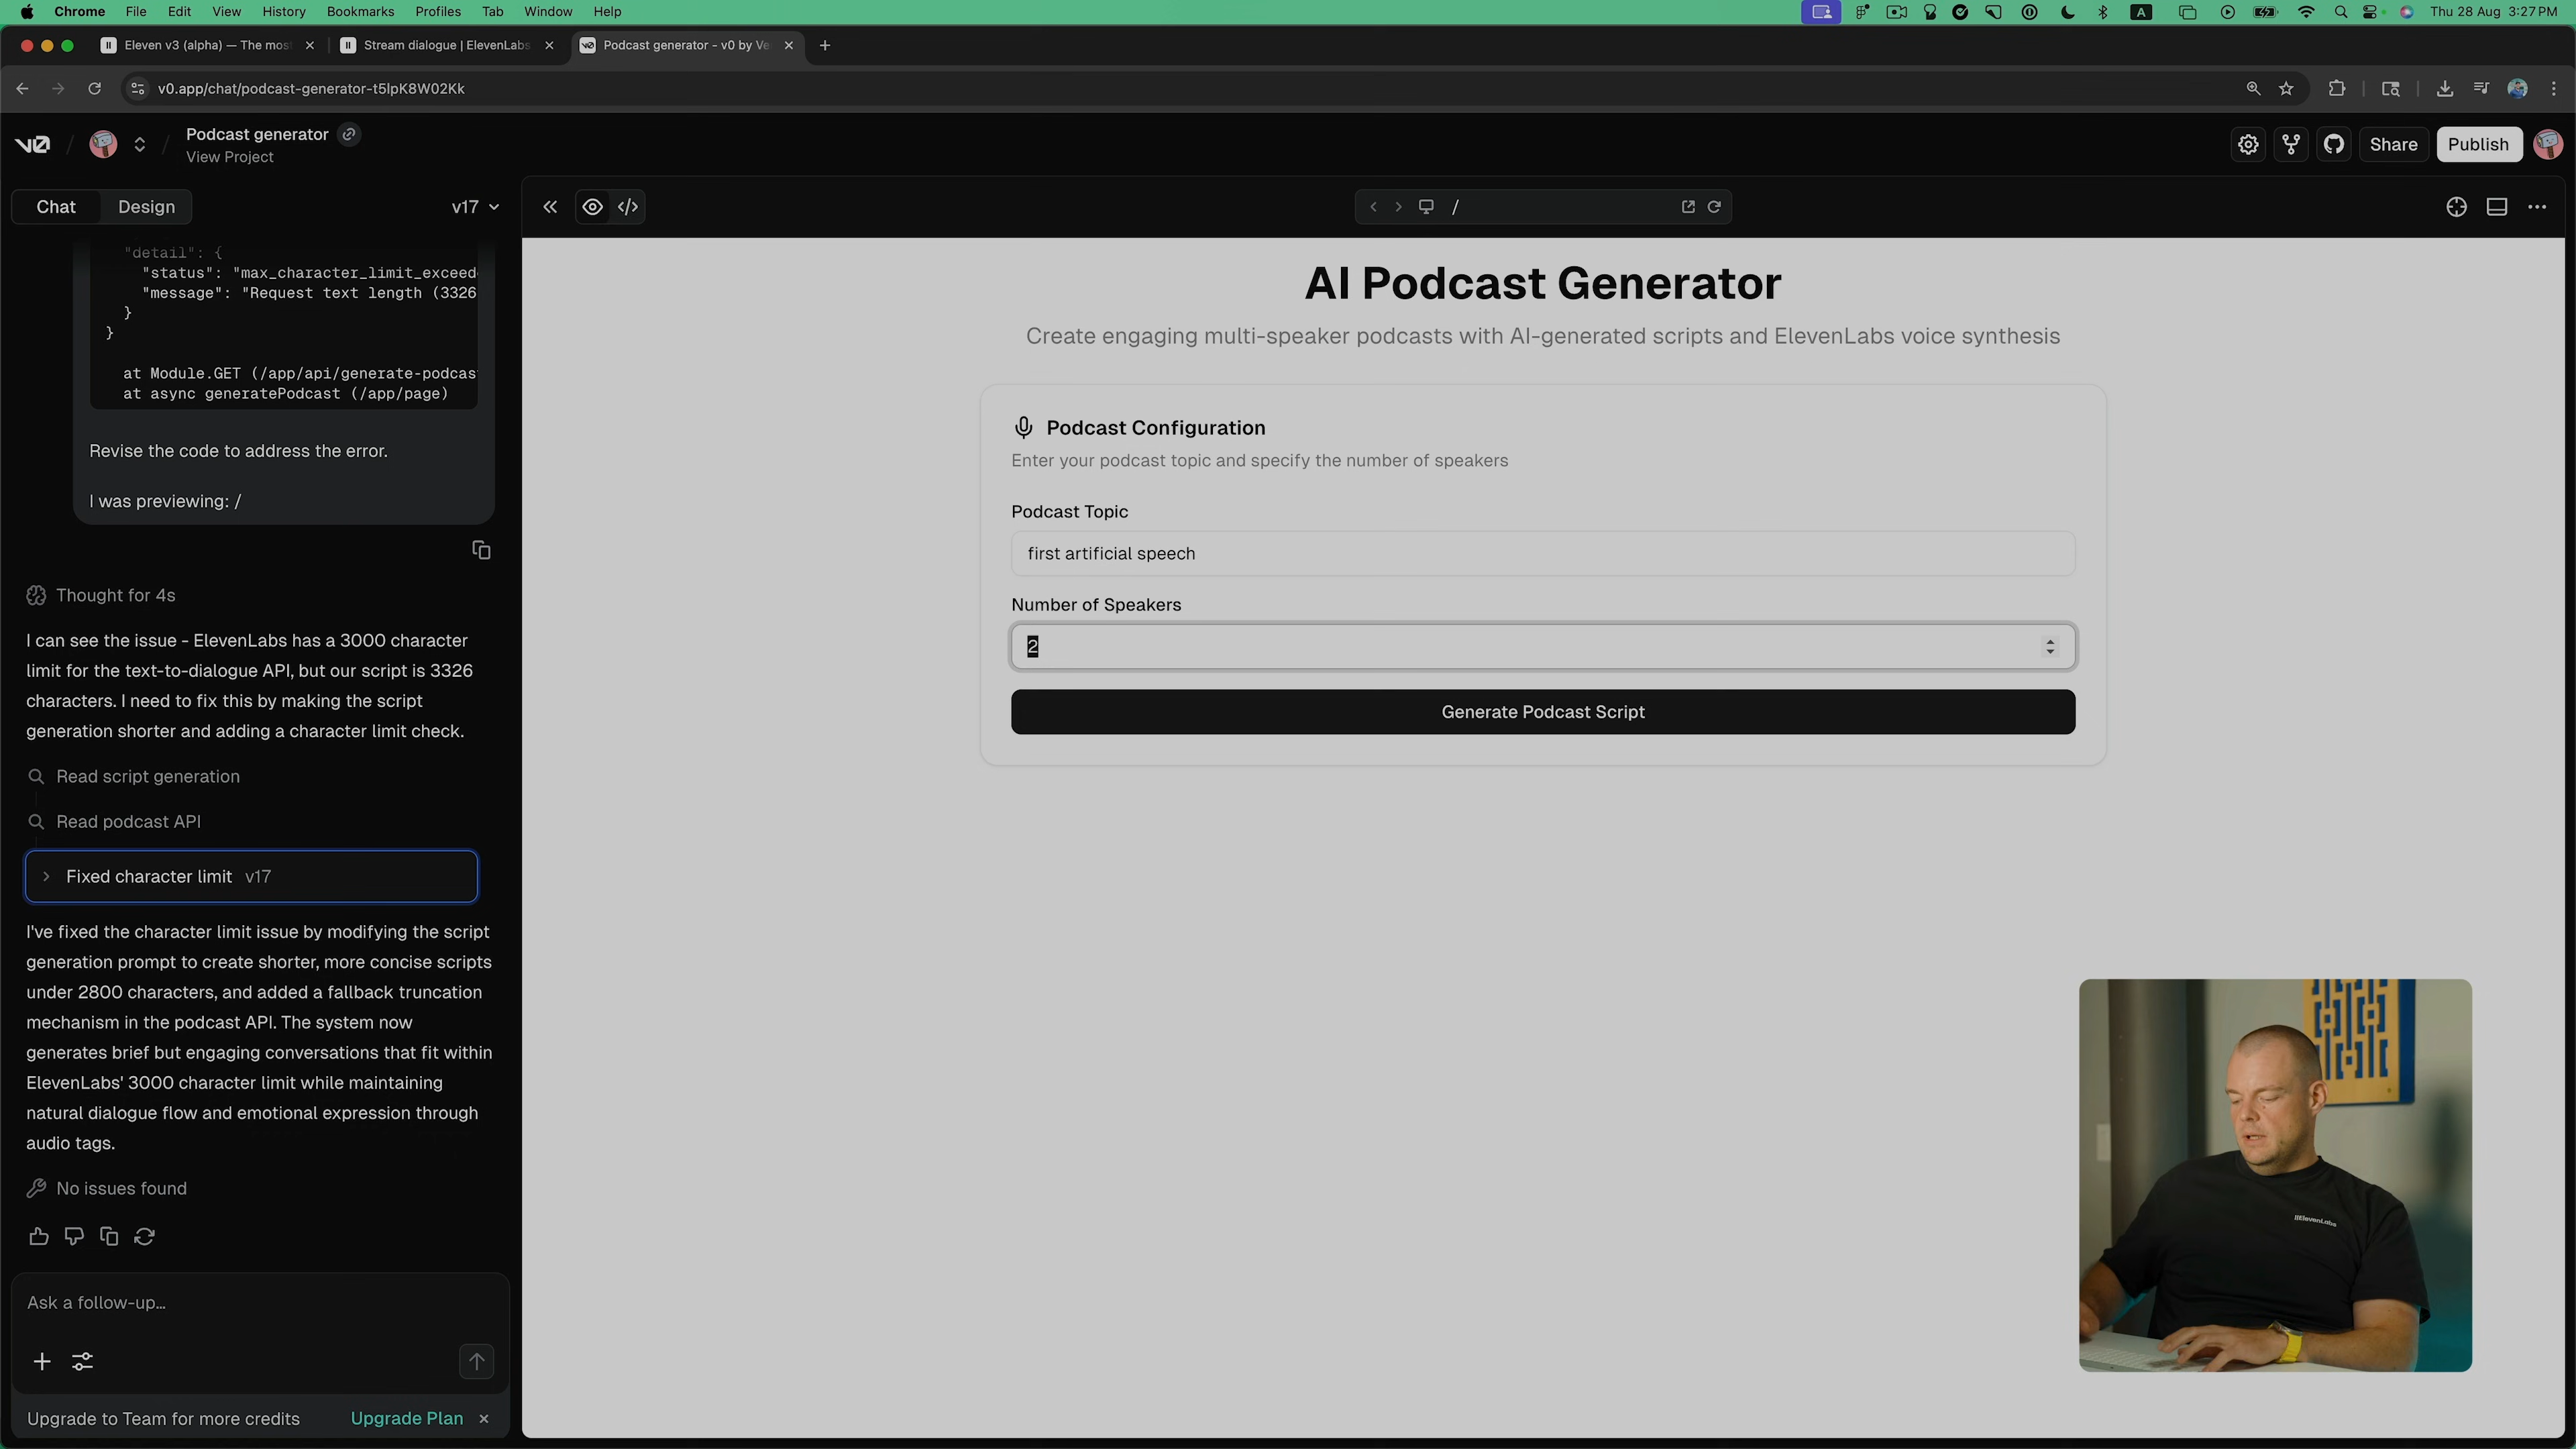 Chrome File Edit View History Bookmarks Profiles Tab Window Help
A
Thu 28 Aug 3:27 PM
Eleven v3 (alpha) — The mos
Stream dialogue | ElevenLabs
Podcast generator - v0 by Ve
v0.app/chat/podcast-generator-t5lpK8W02Kk
v0
Podcast generator
View Project
Share
Publish
Chat
Design
v17
/
"detail": {
"status": "max_character_limit_exceed
"message": "Request text length (3326
}
}
at Module.GET (/app/api/generate-podcas
at async generatePodcast (/app/page)
Revise the code to address the error.
I was previewing: /
Thought for 4s
I can see the issue - ElevenLabs has a 3000 character
limit for the text-to-dialogue API, but our script is 3326
characters. I need to fix this by making the script
generation shorter and adding a character limit check.
Read script generation
Read podcast API
Fixed character limit v17
I've fixed the character limit issue by modifying the script
generation prompt to create shorter, more concise scripts
under 2800 characters, and added a fallback truncation
mechanism in the podcast API. The system now
generates brief but engaging conversations that fit within
ElevenLabs' 3000 character limit while maintaining
natural dialogue flow and emotional expression through
audio tags.
No issues found
Ask a follow-up...
Upgrade to Team for more credits
Upgrade Plan
AI Podcast Generator
Create engaging multi-speaker podcasts with AI-generated scripts and ElevenLabs voice synthesis
Podcast Configuration
Enter your podcast topic and specify the number of speakers
Podcast Topic
first artificial speech
Number of Speakers
2
Generate Podcast Script
IIElevenLabs